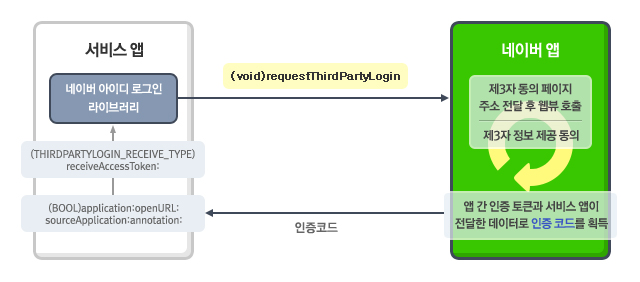 서비스 앱
네이버 아이디 로그인
라이브러리
(THIRDPARTYLOGIN_RECEIVE_TYPE)
receiveAccessToken:
(BOOL)application:openURL:
sourceApplication:annotation:
(void)requestThirdPartyLogin
인증코드
네이버 앱
제3자 동의 페이지
주소 전달 후 웹뷰 호출
제3자 정보 제공 동의
앱 간 인증 토큰과 서비스 앱이
전달한 데이터로 인증 코드를 획득